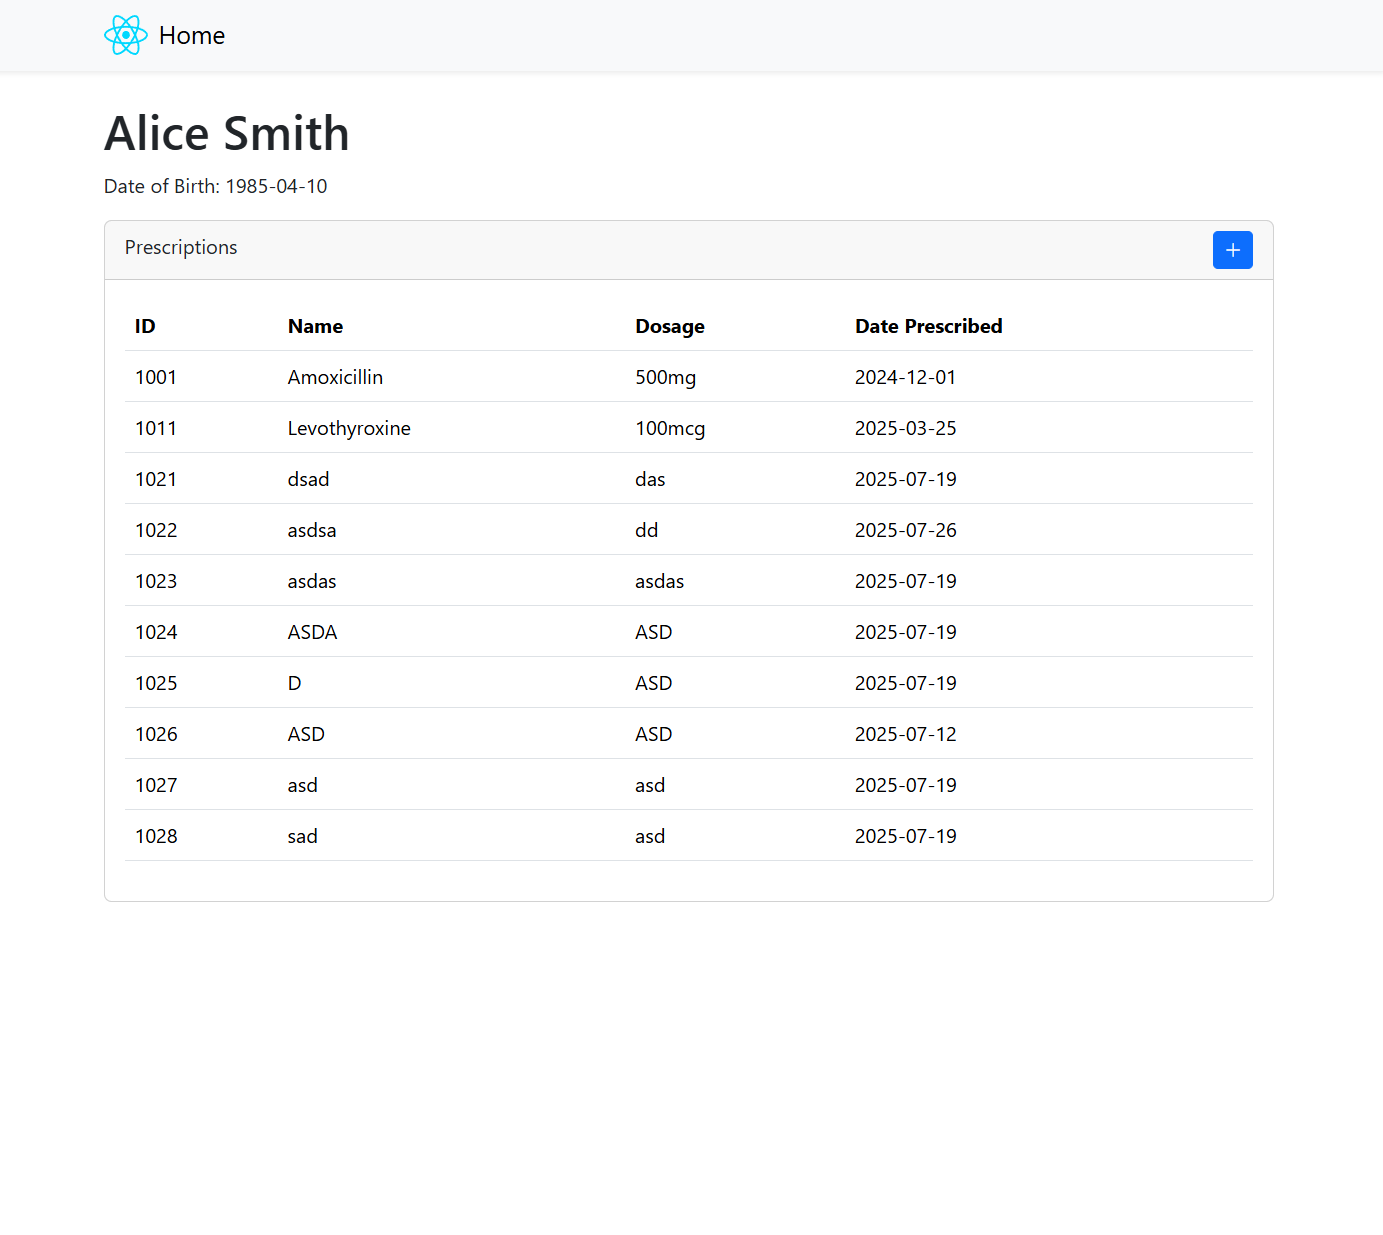 Home
Alice Smith
Date of Birth: 1985-04-10
Prescriptions
ID Name Dosage Date Prescribed
1001 Amoxicillin 500mg 2024-12-01
1011 Levothyroxine 100mcg 2025-03-25
1021 dsad das 2025-07-19
1022 asdsa dd 2025-07-26
1023 asdas asdas 2025-07-19
1024 ASDA ASD 2025-07-19
1025 D ASD 2025-07-19
1026 ASD ASD 2025-07-12
1027 asd asd 2025-07-19
1028 sad asd 2025-07-19